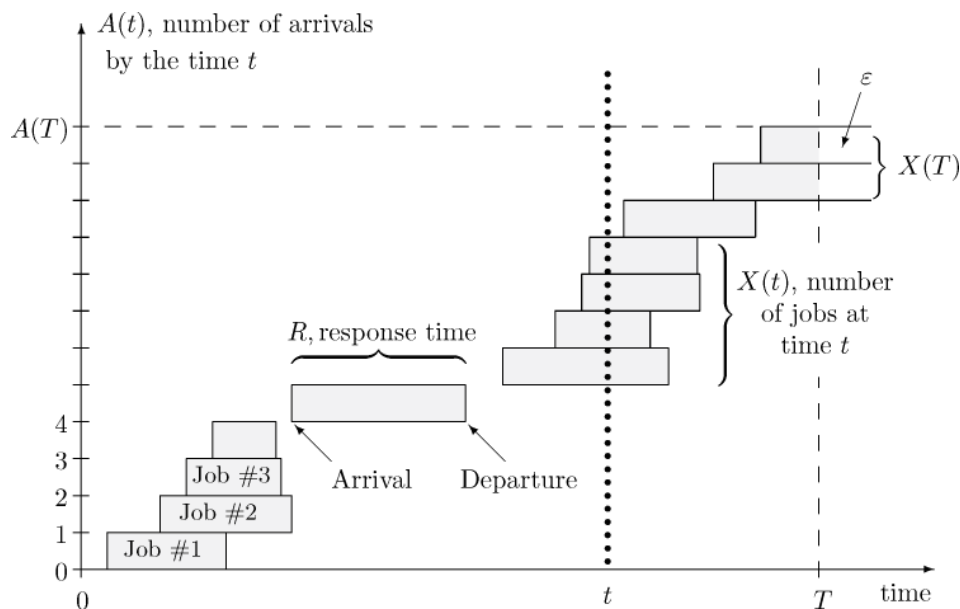 A(t), number of arrivals
by the time t
ε
A(T)
X(T)
X(t), number
of jobs at
time t
R, response time
4
Arrival
Departure
3
Job #3
2
Job #2
1
Job #1
0
0
t
T
time